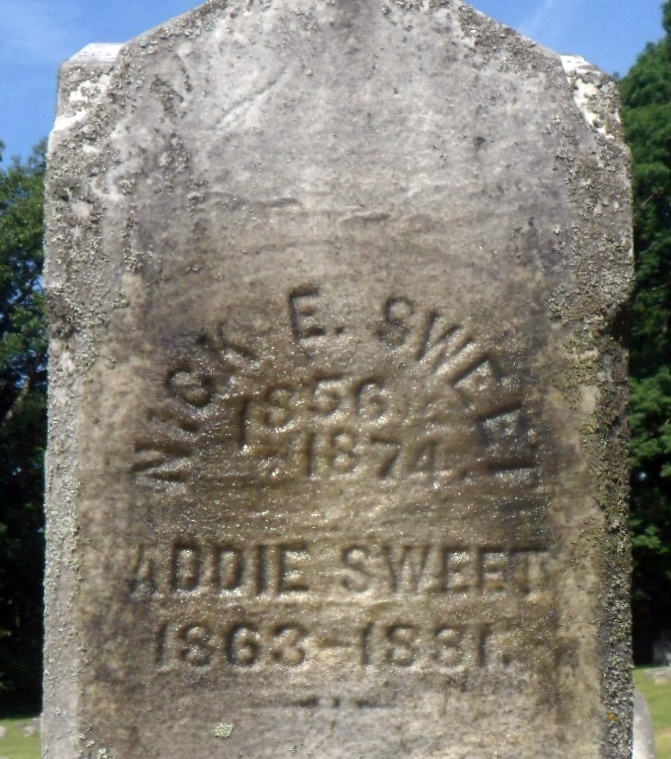 NICK E. SWEET
1856
1874.
ADDIE SWEET
1863-1881.